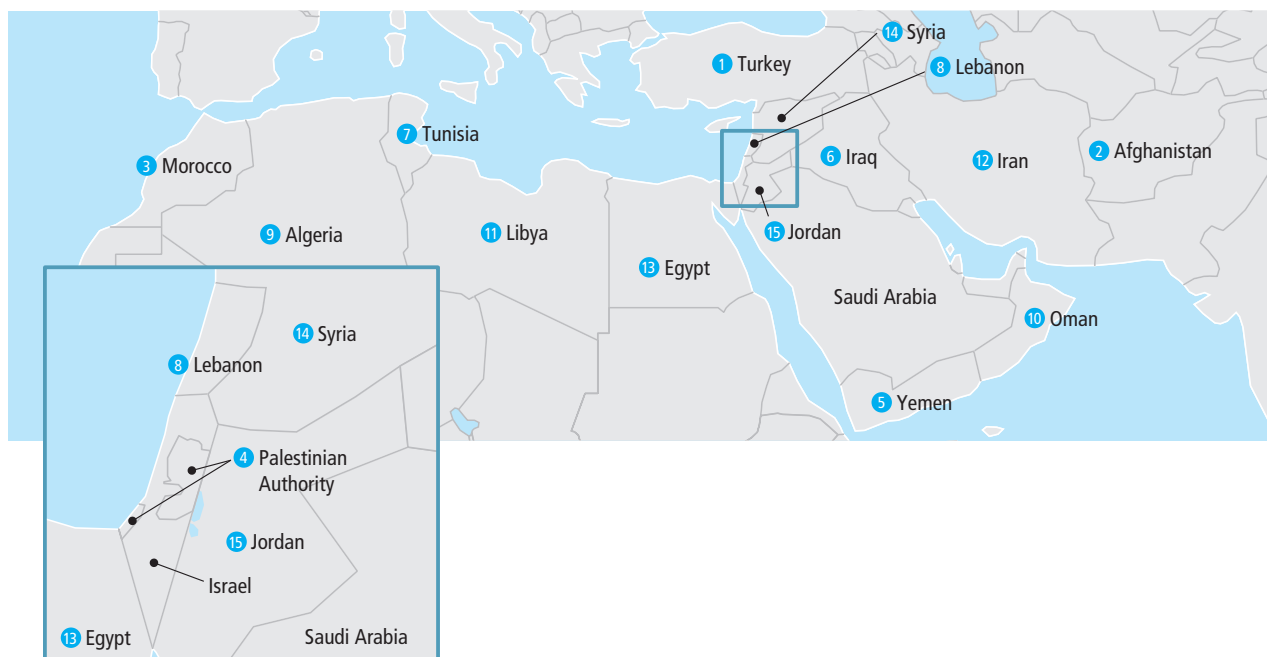 14 Syria
8 Lebanon
1 Turkey
7 Tunisia
3 Morocco
6 Iraq
12 Iran
2 Afghanistan
9 Algeria
11 Libya
15 Jordan
13 Egypt
Saudi Arabia
10 Oman
5 Yemen
14 Syria
8 Lebanon
4 Palestinian
Authority
15 Jordan
Israel
13 Egypt
Saudi Arabia